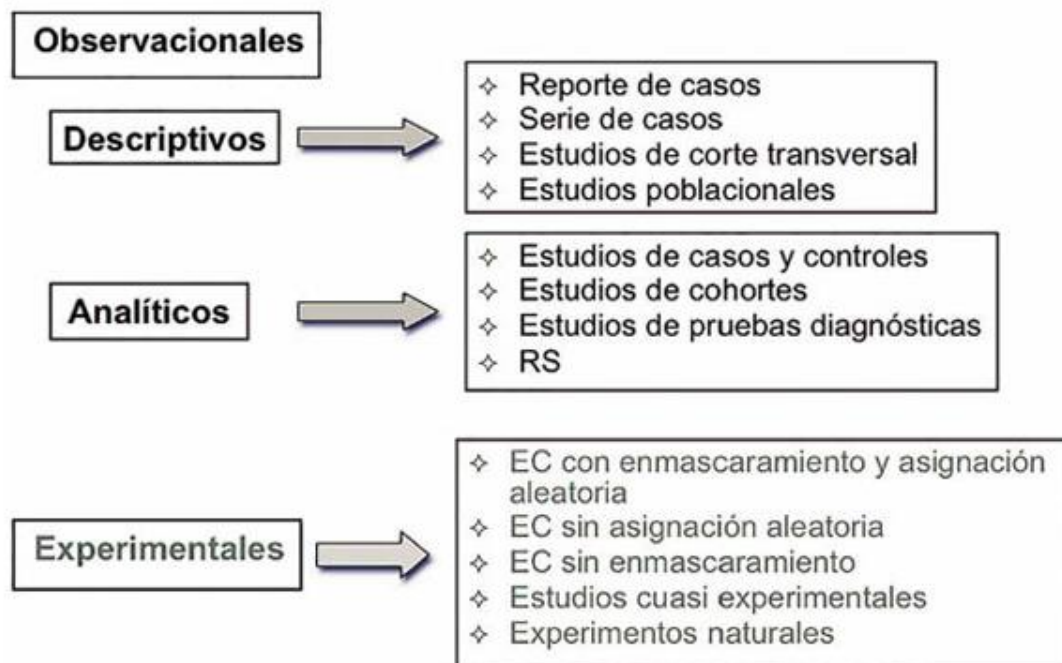 Observacionales
Descriptivos
✧ Reporte de casos
✧ Serie de casos
✧ Estudios de corte transversal
✧ Estudios poblacionales
Analíticos
✧ Estudios de casos y controles
✧ Estudios de cohortes
✧ Estudios de pruebas diagnósticas
✧ RS
Experimentales
✧ EC con enmascaramiento y asignación
aleatoria
✧ EC sin asignación aleatoria
✧ EC sin enmascaramiento
✧ Estudios cuasi experimentales
✧ Experimentos naturales